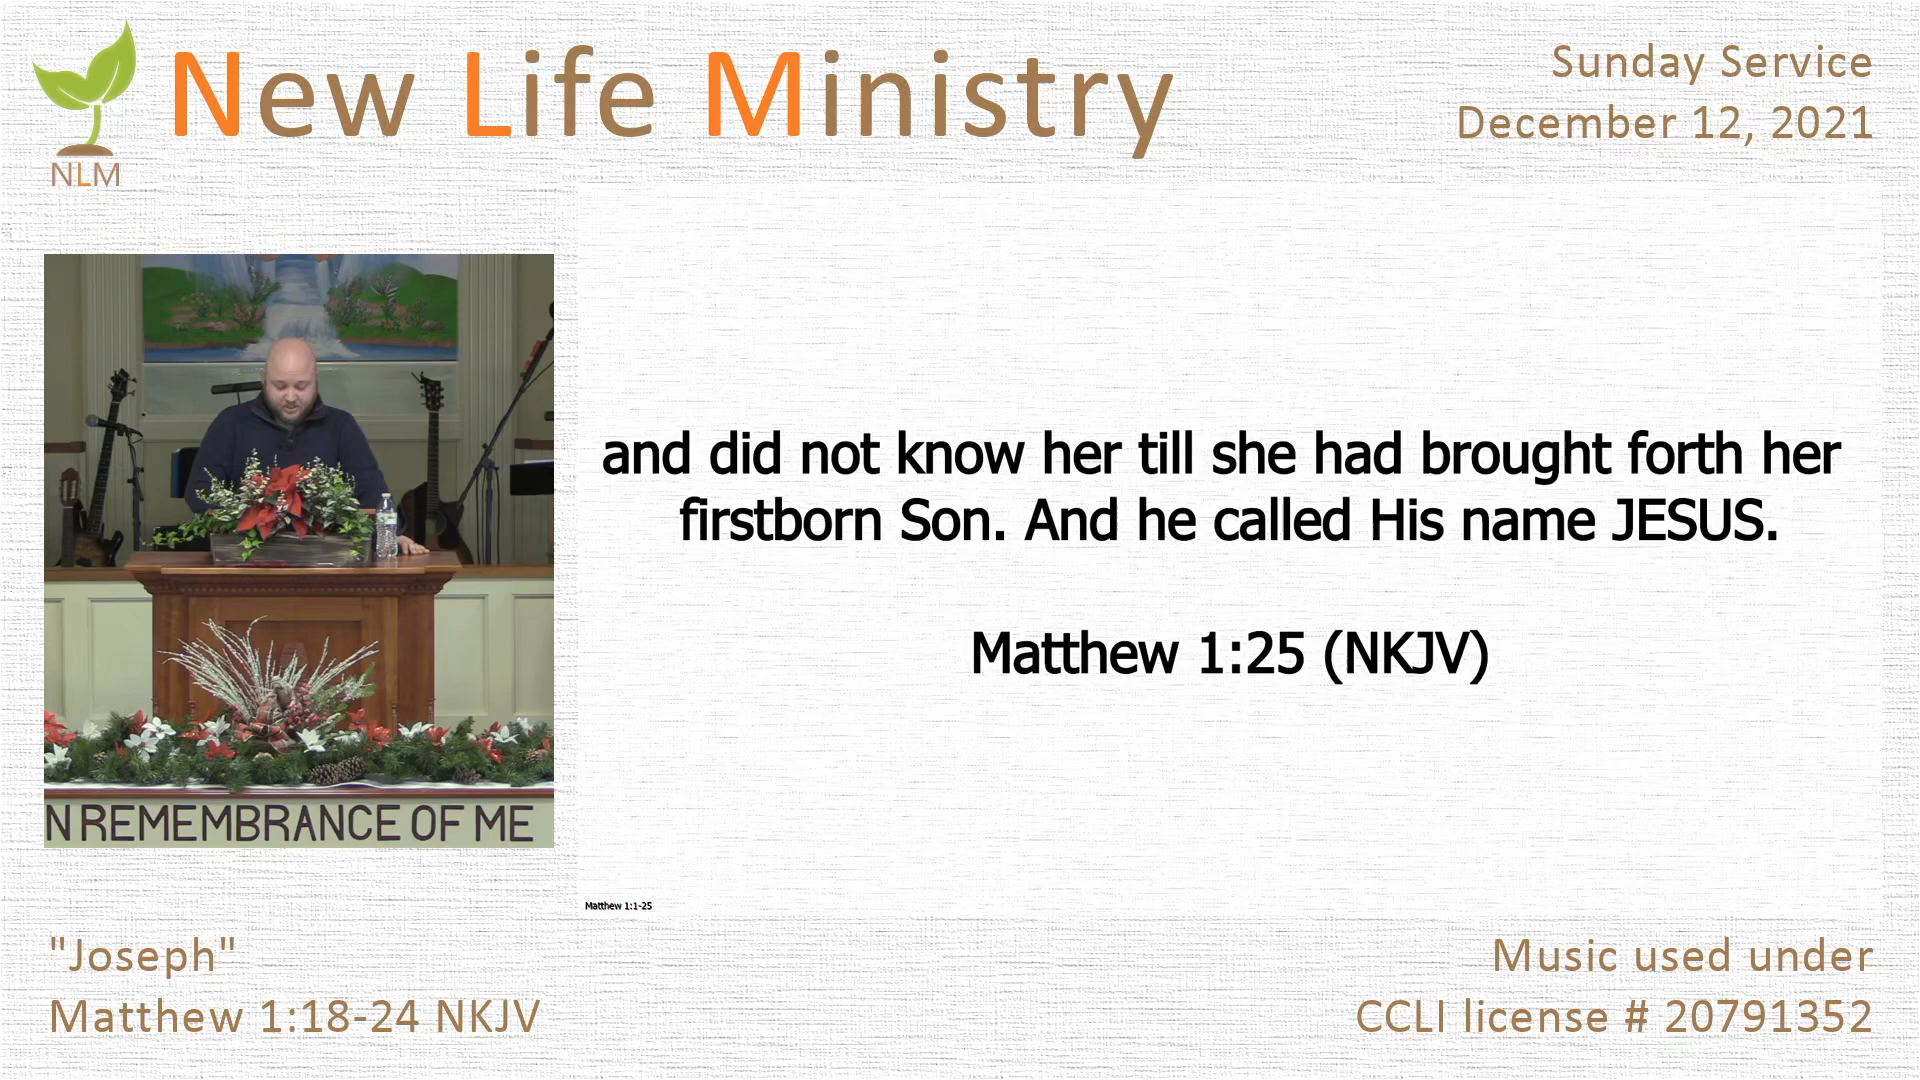 New Life Ministry
NLM
Sunday Service
December 12, 2021
and did not know her till she had brought forth her
firstborn Son. And he called His name JESUS.
Matthew 1:25 (NKJV)
N REMEMBRANCE OF ME
Matthew 1:1-25
"Joseph"
Matthew 1:18-24 NKJV
Music used under
CCLI license # 20791352